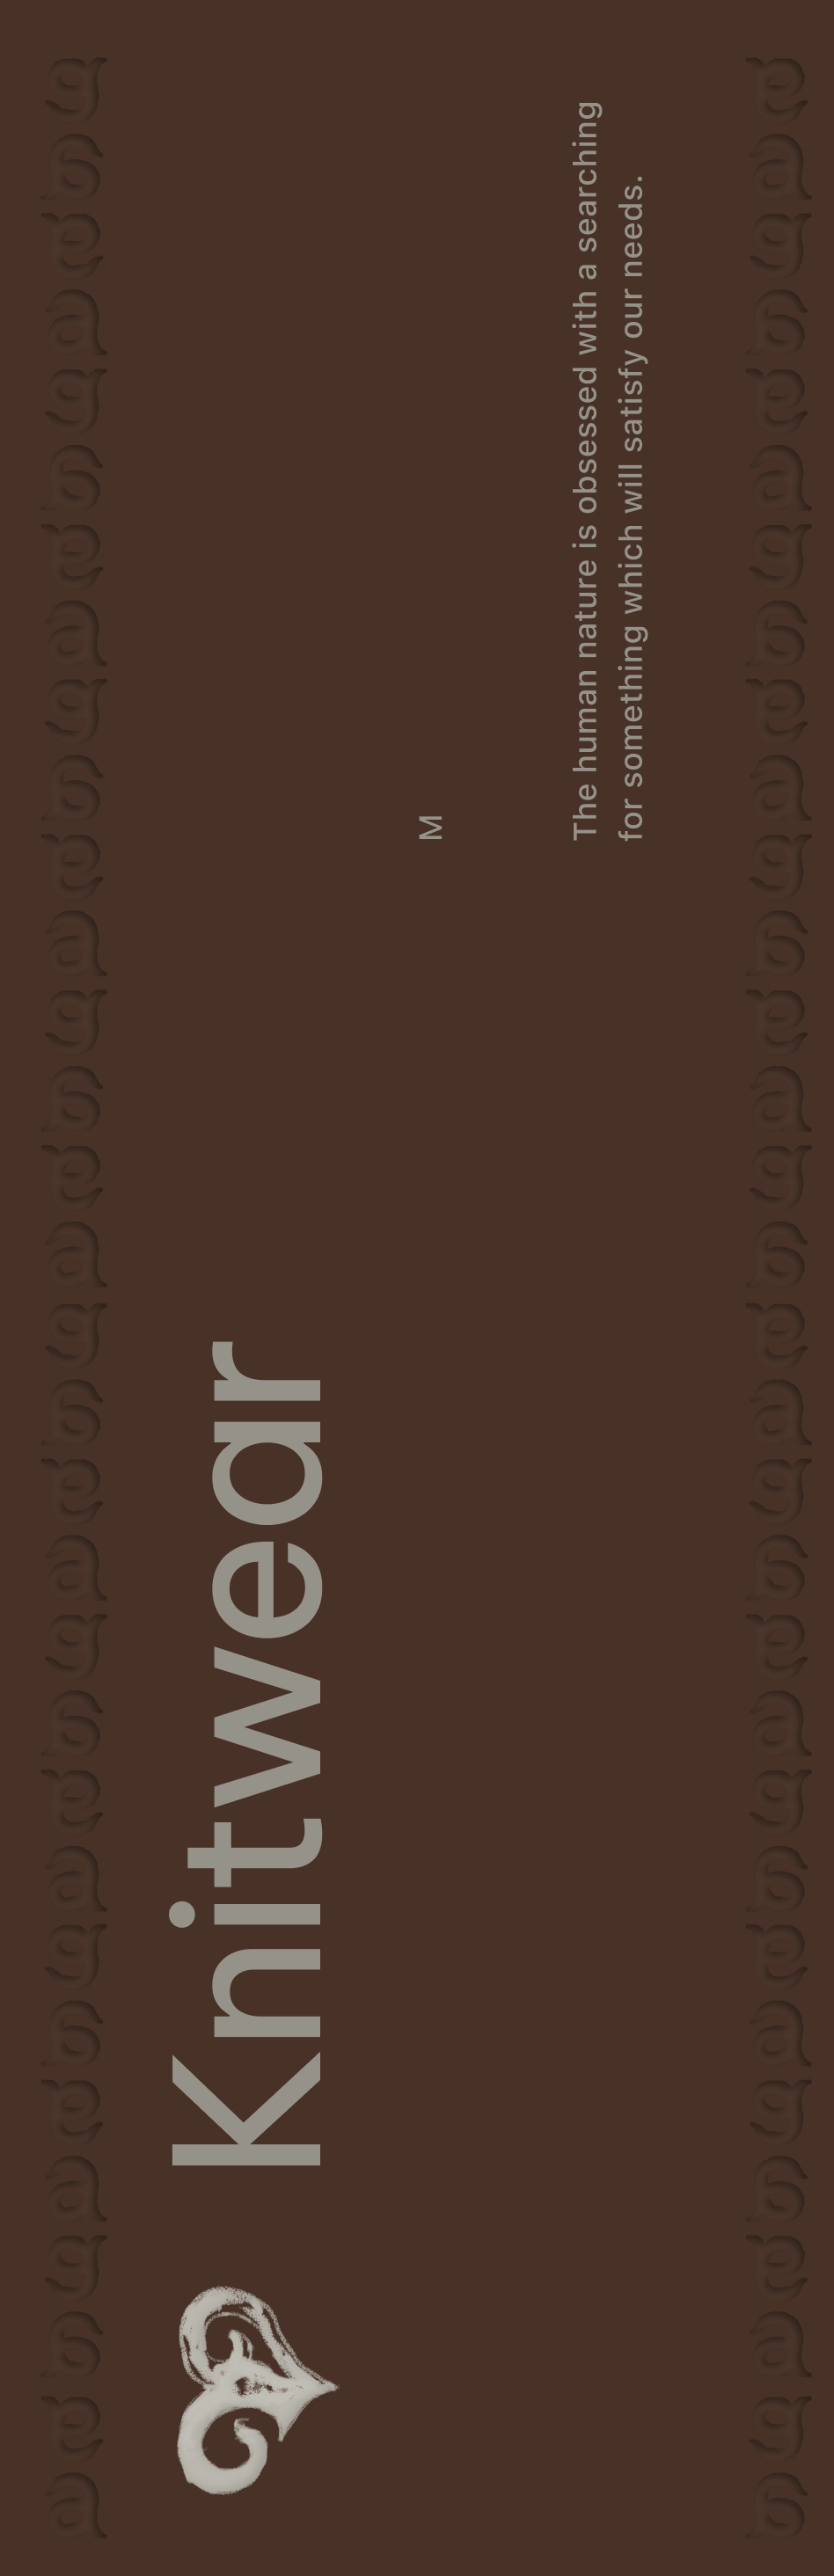 Knitwear
M
The human nature is obsessed with a searching
for something which will satisfy our needs.